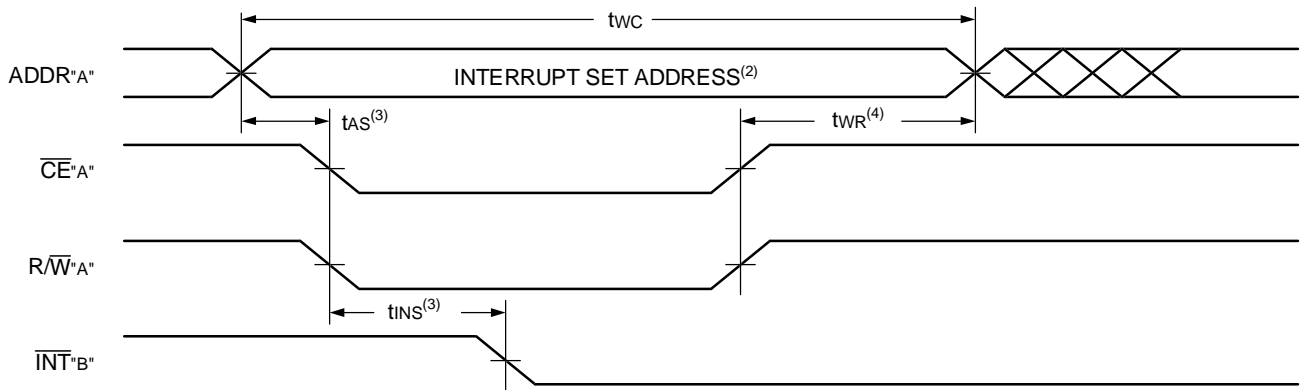 tWC
ADDR"A"
INTERRUPT SET ADDRESS(2)
tAS(3)
tWR(4)
CE"A"
R/W"A"
tINS(3)
INT"B"